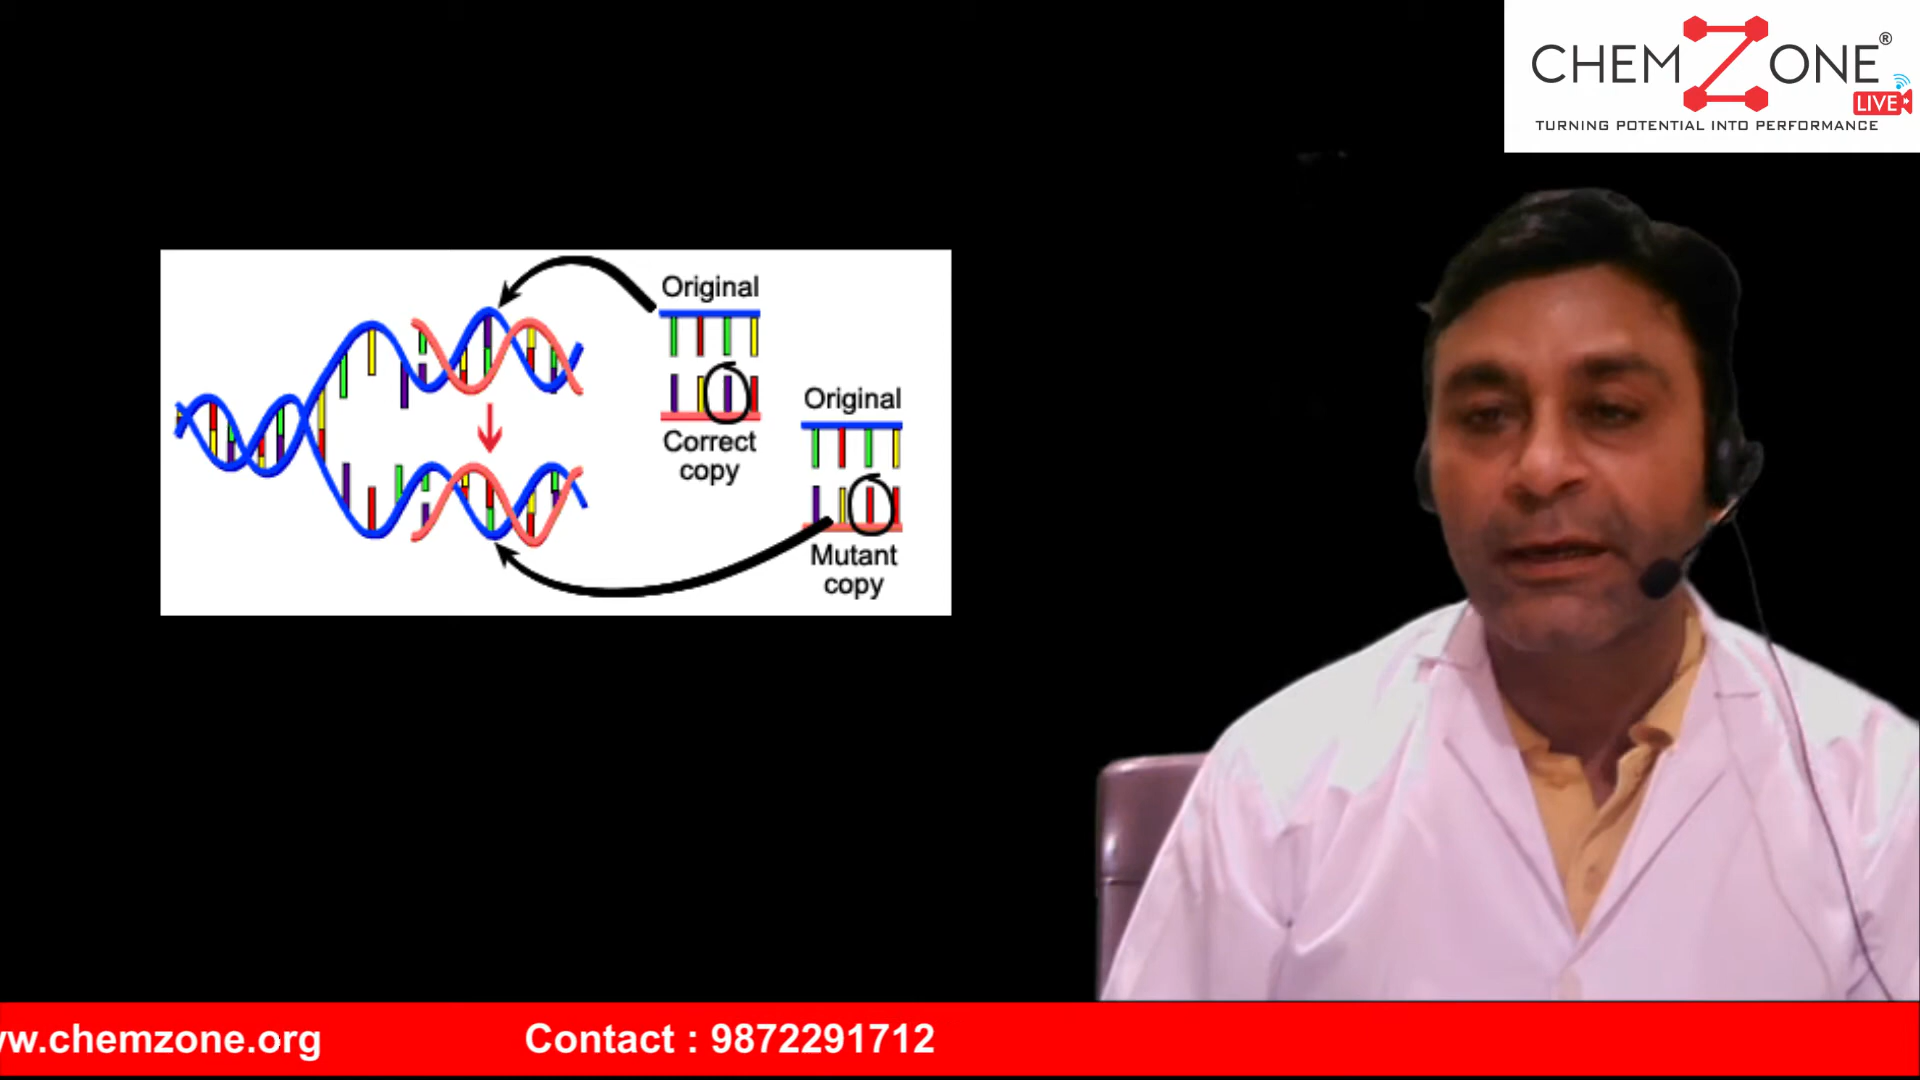 CHEMZONE®
LIVE
TURNING POTENTIAL INTO PERFORMANCE
Original
Correct
copy
Original
Mutant
copy
w.chemzone.org
Contact : 9872291712